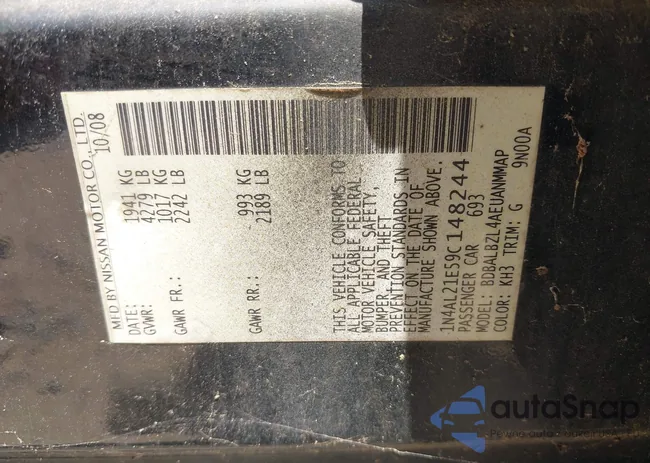 MFD BY NISSAN MOTOR CO., LTD.
DATE: 10/08
GVWR: 1941 KG
4279 LB
GAWR FR.: 1017 KG
2242 LB
GAWR RR.: 993 KG
2189 LB
THIS VEHICLE CONFORMS TO
ALL APPLICABLE FEDERAL
MOTOR VEHICLE SAFETY,
BUMPER, AND THEFT
PREVENTION STANDARDS IN
EFFECT ON THE DATE OF
MANUFACTURE SHOWN ABOVE.
1N4AL21E59C148244
PASSENGER CAR 693
MODEL: BDBALBZL4AEUANMMAP
COLOR: KH3 TRIM: G 9N00A
autoSnap